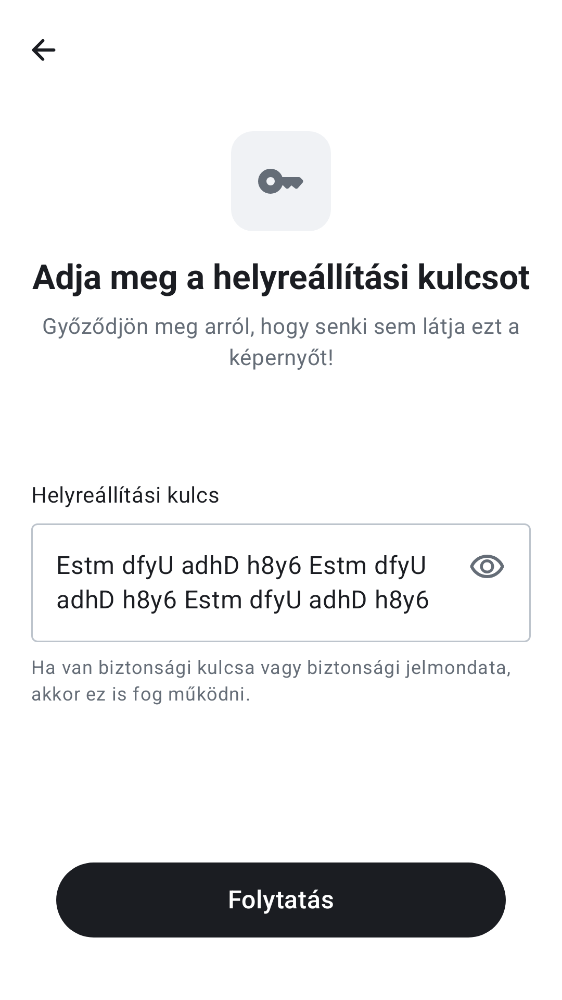 Adja meg a helyreállítási kulcsot
Győződjön meg arról, hogy senki sem látja ezt a
képernyőt!
Helyreállítási kulcs
Estm dfyU adhD h8y6 Estm dfyU
adhD h8y6 Estm dfyU adhD h8y6
Ha van biztonsági kulcsa vagy biztonsági jelmondata,
akkor ez is fog működni.
Folytatás